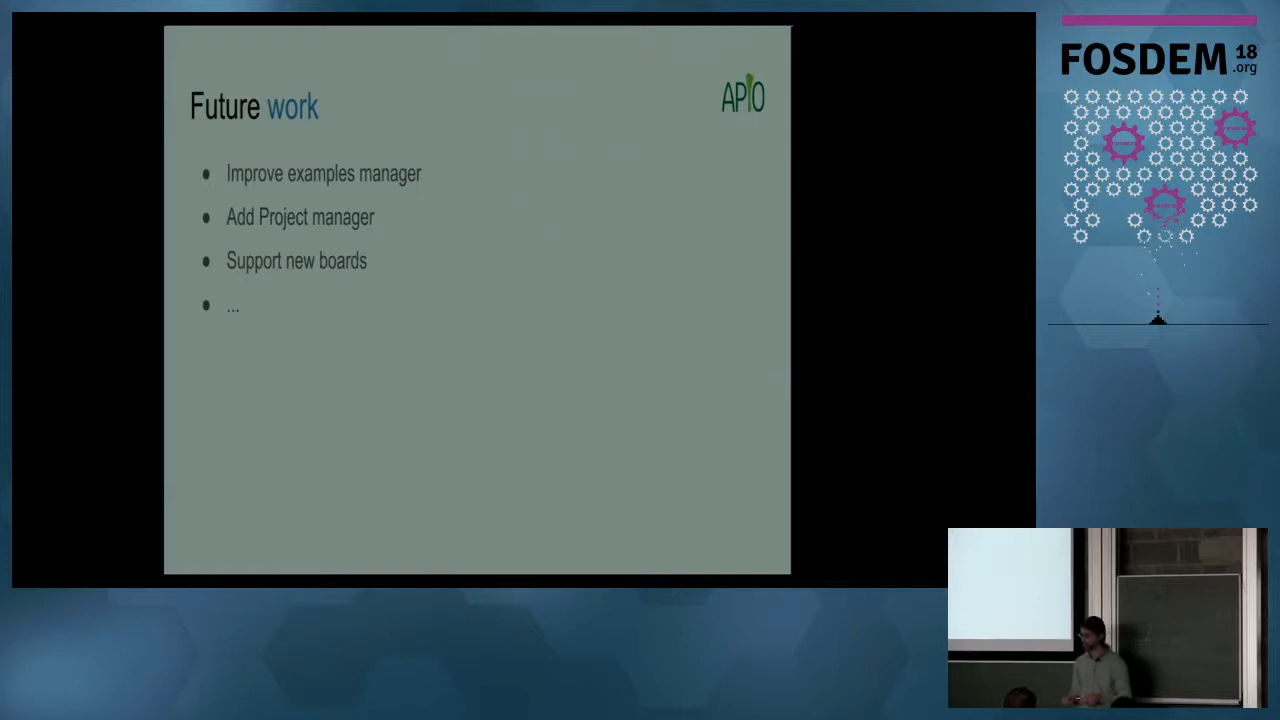 Future work
APIO
• Improve examples manager
• Add Project manager
• Support new boards
• ...
FOSDEM 18
.org